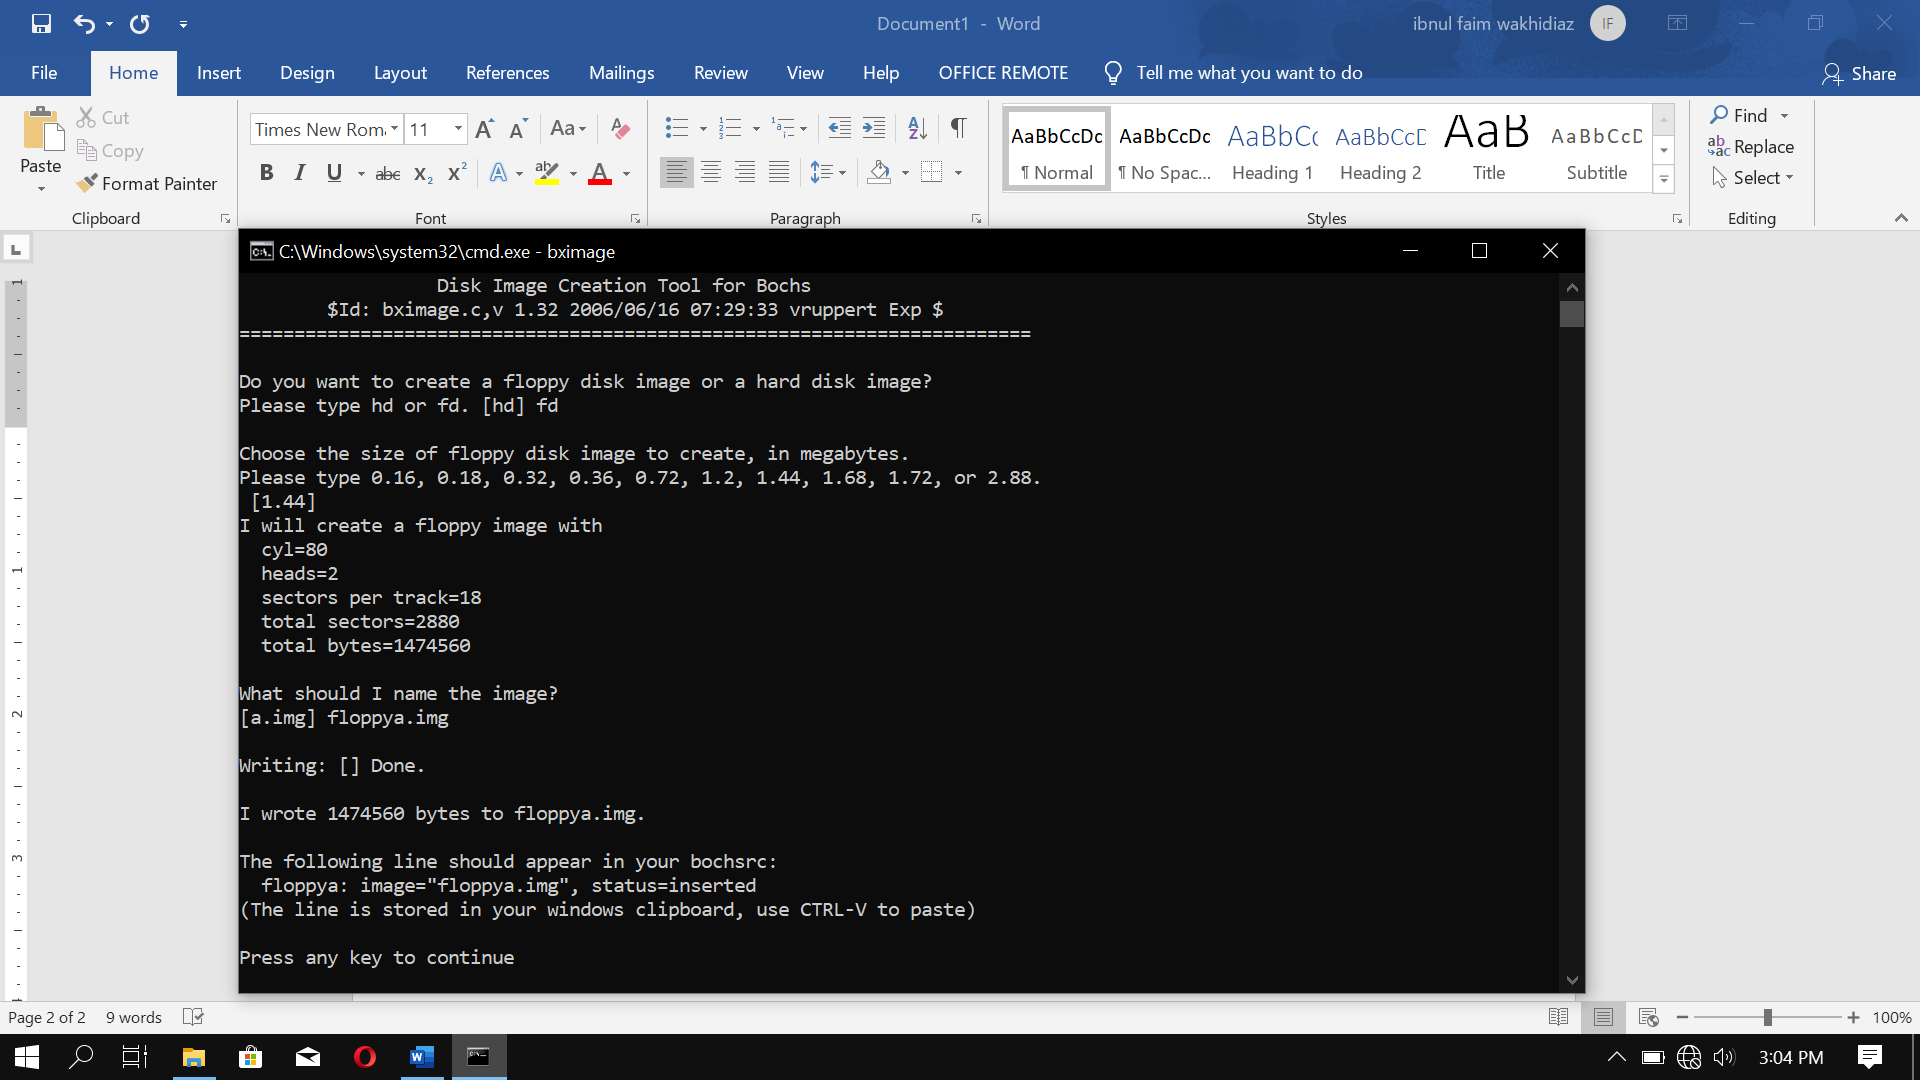 Document1 - Word
ibnul faim wakhidiaz
IF
File
Home
Insert
Design
Layout
References
Mailings
Review
View
Help
OFFICE REMOTE
Tell me what you want to do
Share
Paste
Cut
Copy
Format Painter
Clipboard
Times New Rom
11
Font
Paragraph
AaBbCcDc
¶ Normal
AaBbCcDc
¶ No Spac...
AaBbCc
Heading 1
AaBbCcD
Heading 2
AaB
Title
AaBbCcD
Subtitle
Styles
Find
Replace
Select
Editing
C:\Windows\system32\cmd.exe - bximage
Disk Image Creation Tool for Bochs
$Id: bximage.c,v 1.32 2006/06/16 07:29:33 vruppert Exp $
========================================================================
Do you want to create a floppy disk image or a hard disk image?
Please type hd or fd. [hd] fd
Choose the size of floppy disk image to create, in megabytes.
Please type 0.16, 0.18, 0.32, 0.36, 0.72, 1.2, 1.44, 1.68, 1.72, or 2.88.
[1.44]
I will create a floppy image with
cyl=80
heads=2
sectors per track=18
total sectors=2880
total bytes=1474560
What should I name the image?
[a.img] floppya.img
Writing: [] Done.
I wrote 1474560 bytes to floppya.img.
The following line should appear in your bochsrc:
floppya: image="floppya.img", status=inserted
(The line is stored in your windows clipboard, use CTRL-V to paste)
Press any key to continue
Page 2 of 2
9 words
100%
3:04 PM